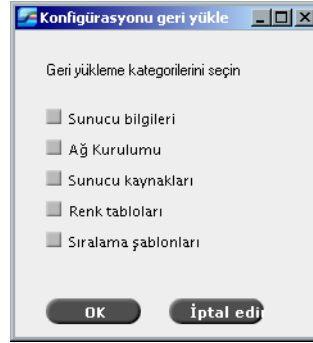 Konfigürasyonu geri yükle
Geri yükleme kategorilerini seçin
Sunucu bilgileri
Ağ Kurulumu
Sunucu kaynakları
Renk tabloları
Sıralama şablonları
OK
İptal edin